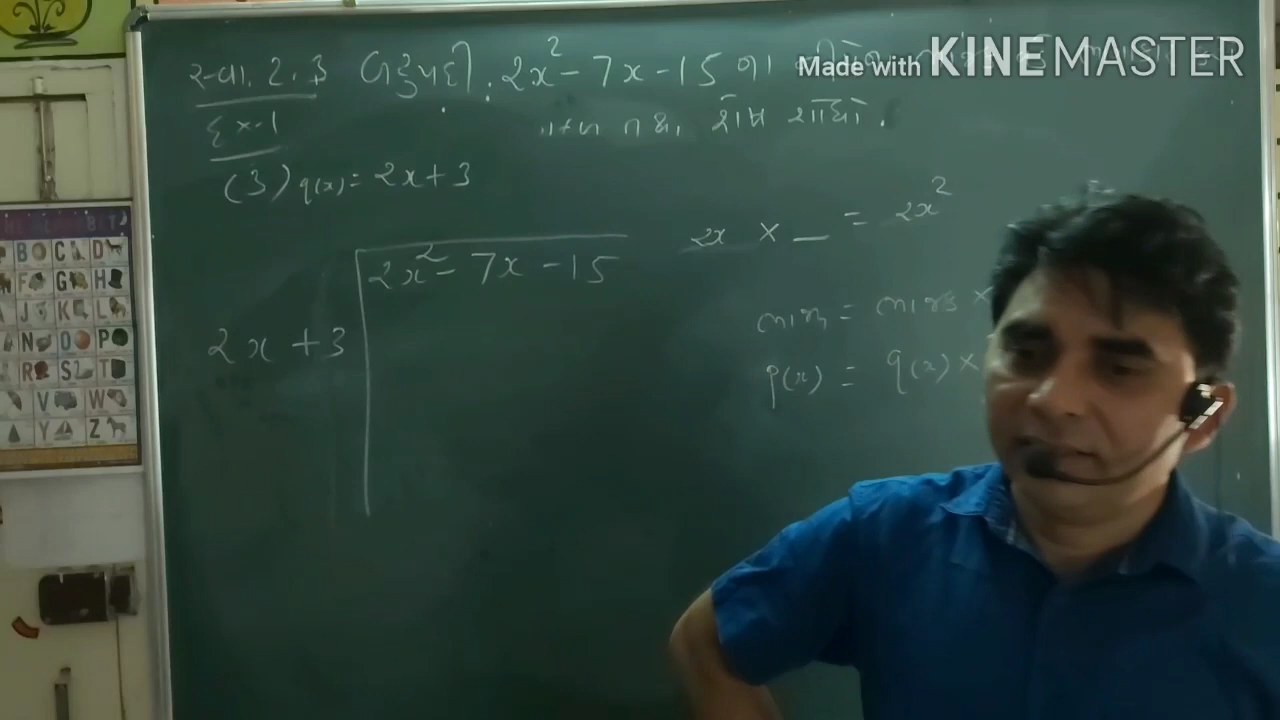 Made with KINEMASTER
સ્વા. 2.3 બહુપદી 2x² - 7x - 15 ના
Ex-1 શેષ શોધો.
(3) q(x) = 2x + 3
2x × _ = 2x²
2x² - 7x - 15
2x + 3
ભાજ્ય = ભાજક ×
p(x) = q(x) ×
B C D
F G H
J K L
N O P
R S T
V W
Y Z